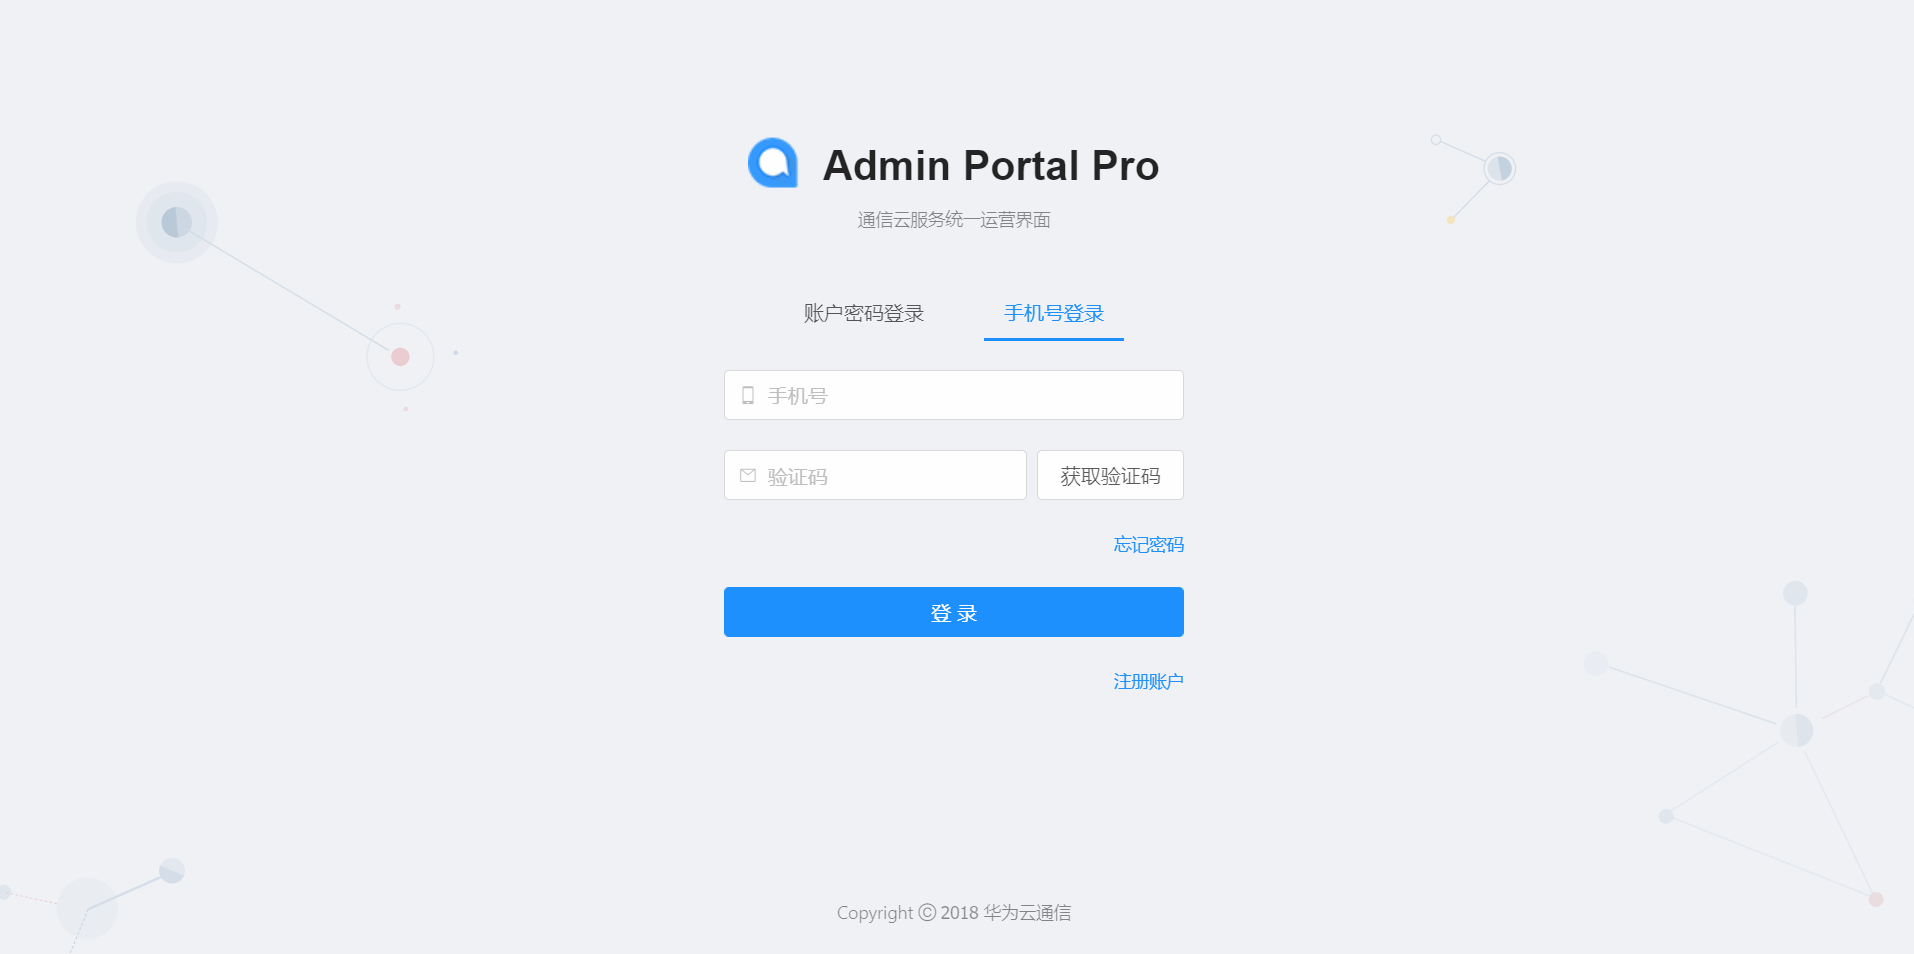 Admin Portal Pro
通信云服务统一运营界面
账户密码登录 手机号登录
手机号
验证码 获取验证码
忘记密码
登 录
注册账户
Copyright © 2018 华为云通信